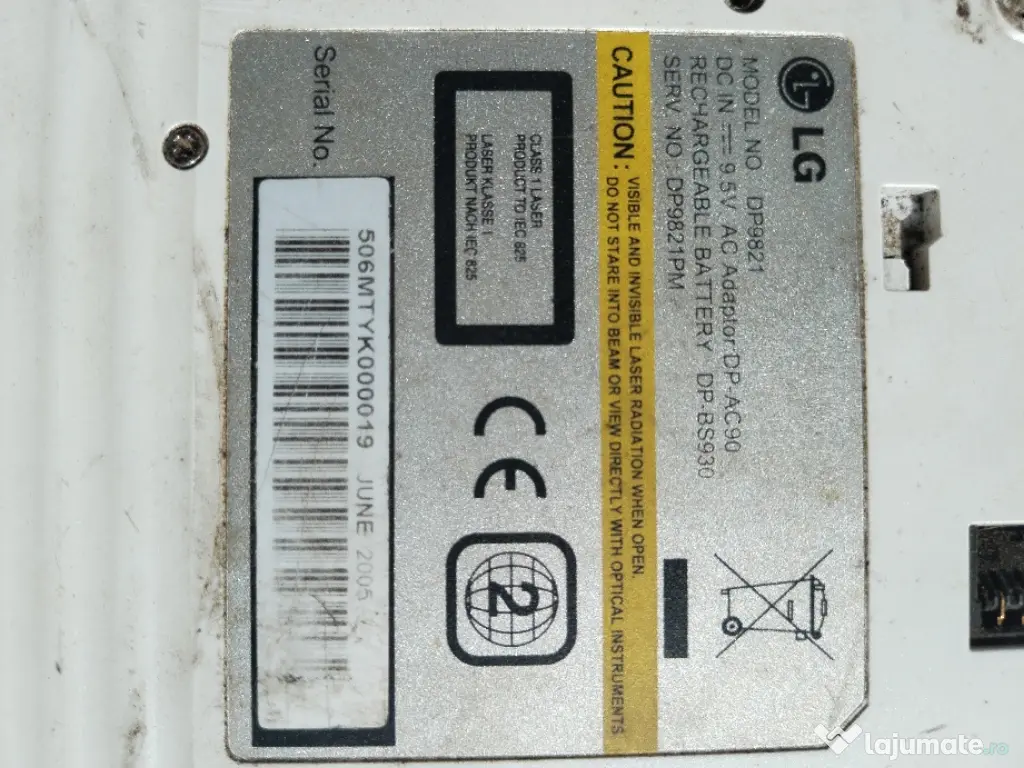 LG
MODEL NO DP9821
DC IN 9.5V AC Adaptor:DP-AC90
RECHARGEABLE BATTERY DP-BS930
SERV. NO : DP9821PM
CAUTION : VISIBLE AND INVISIBLE LASER RADIATION WHEN OPEN.
DO NOT STARE INTO BEAM OR VIEW DIRECTLY WITH OPTICAL INSTRUMENTS
CLASS 1 LASER
PRODUCT TO IEC 825
LASER KLASSE 1
PRODUKT NACH IEC 825
CE
2
Serial No.
506MTYK000019 JUNE 2005
lajumate.ro